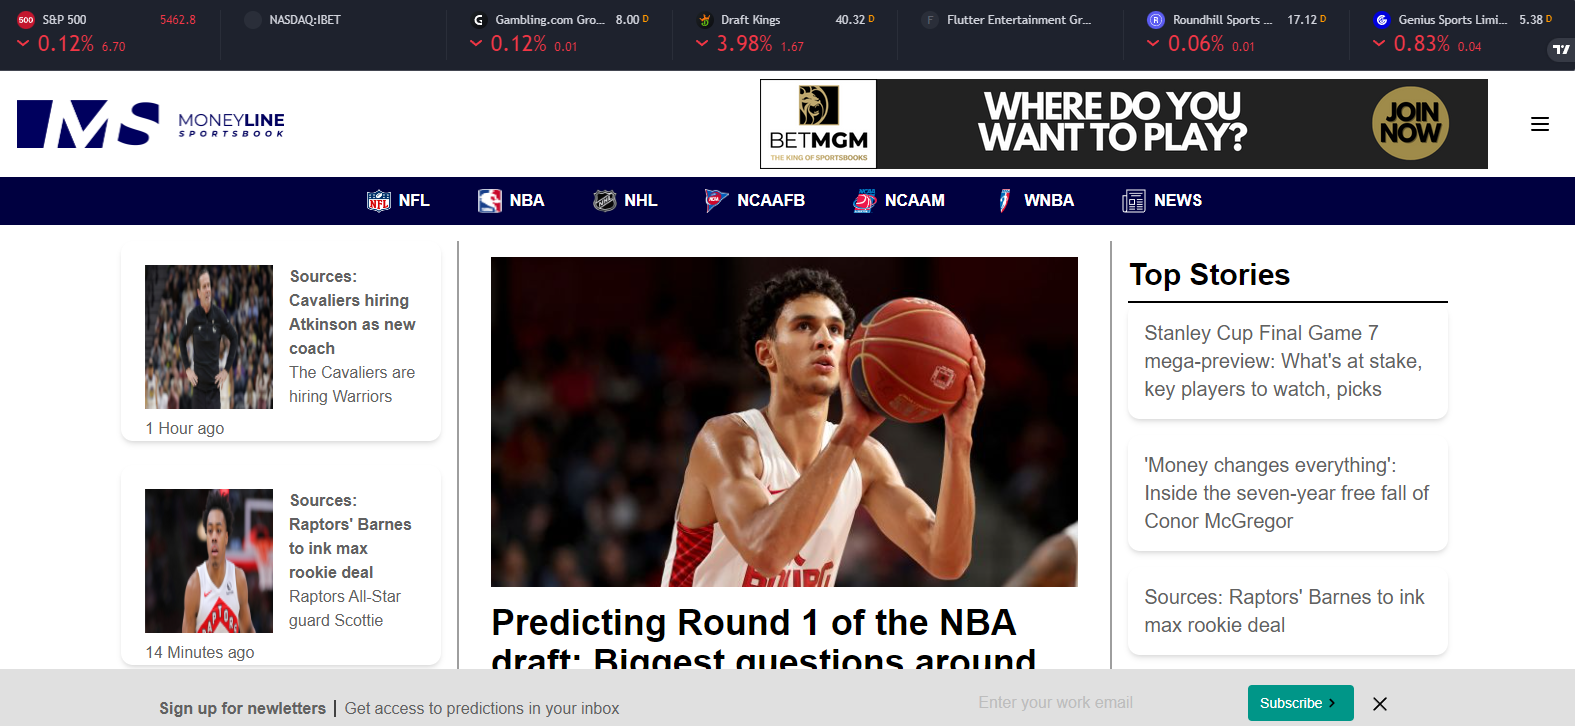 500 S&P 500 5462.8
0.12% 6.70
NASDAQ:IBET
G Gambling.com Gro... 8.00 D
0.12% 0.01
Draft Kings 40.32 D
3.98% 1.67
F Flutter Entertainment Gr...
R Roundhill Sports ... 17.12 D
0.06% 0.01
Genius Sports Limi... 5.38 D
0.83% 0.04
MS MONEYLINE
SPORTSBOOK
BETMGM
THE KING OF SPORTSBOOKS
WHERE DO YOU
WANT TO PLAY?
JOIN
NOW
NFL NBA NHL NCAAFB NCAAM WNBA NEWS
Sources:
Cavaliers hiring
Atkinson as new
coach
The Cavaliers are
hiring Warriors
1 Hour ago
Sources:
Raptors' Barnes
to ink max
rookie deal
Raptors All-Star
guard Scottie
14 Minutes ago
Predicting Round 1 of the NBA
draft: Biggest questions around
Top Stories
Stanley Cup Final Game 7
mega-preview: What's at stake,
key players to watch, picks
'Money changes everything':
Inside the seven-year free fall of
Conor McGregor
Sources: Raptors' Barnes to ink
max rookie deal
Sign up for newletters | Get access to predictions in your inbox
Enter your work email
Subscribe